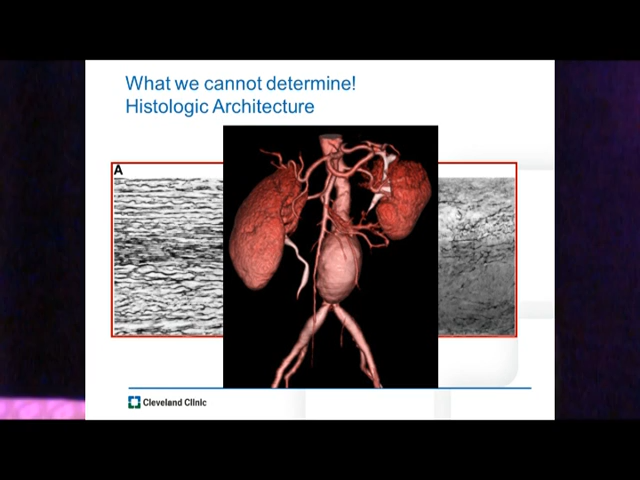 What we cannot determine!
Histologic Architecture
A
Cleveland Clinic